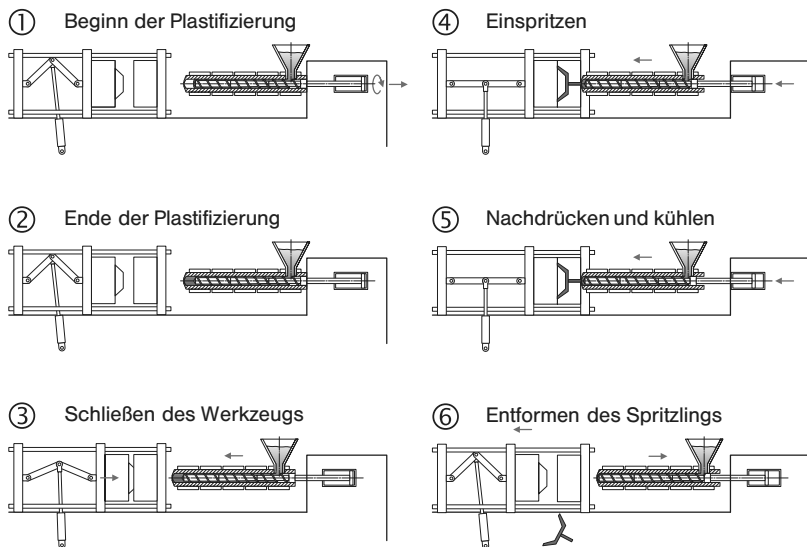 ① Beginn der Plastifizierung
② Ende der Plastifizierung
③ Schließen des Werkzeugs
④ Einspritzen
⑤ Nachdrücken und kühlen
⑥ Entformen des Spritzlings